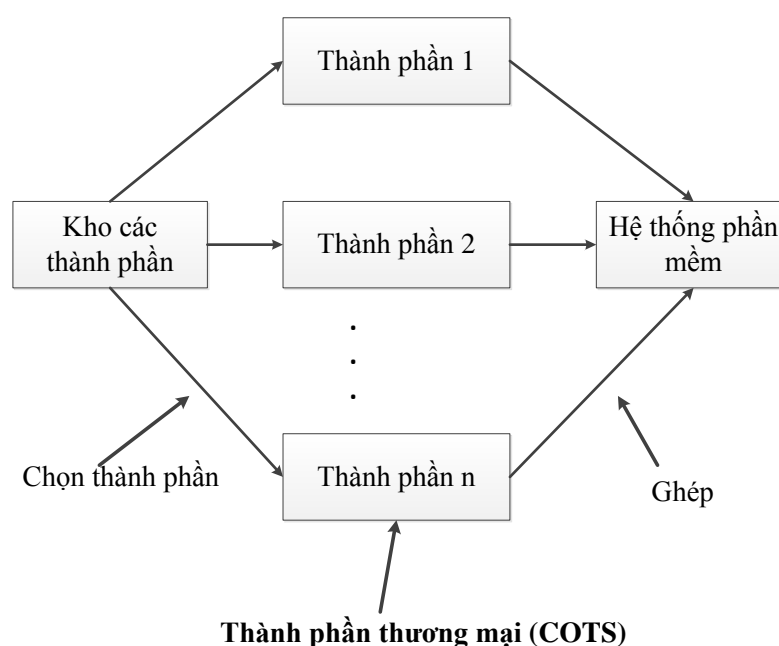 Thành phần 1
Kho các
thành phần
Thành phần 2
Hệ thống phần
mềm
.
.
.
Chọn thành phần
Thành phần n
Ghép
Thành phần thương mại (COTS)